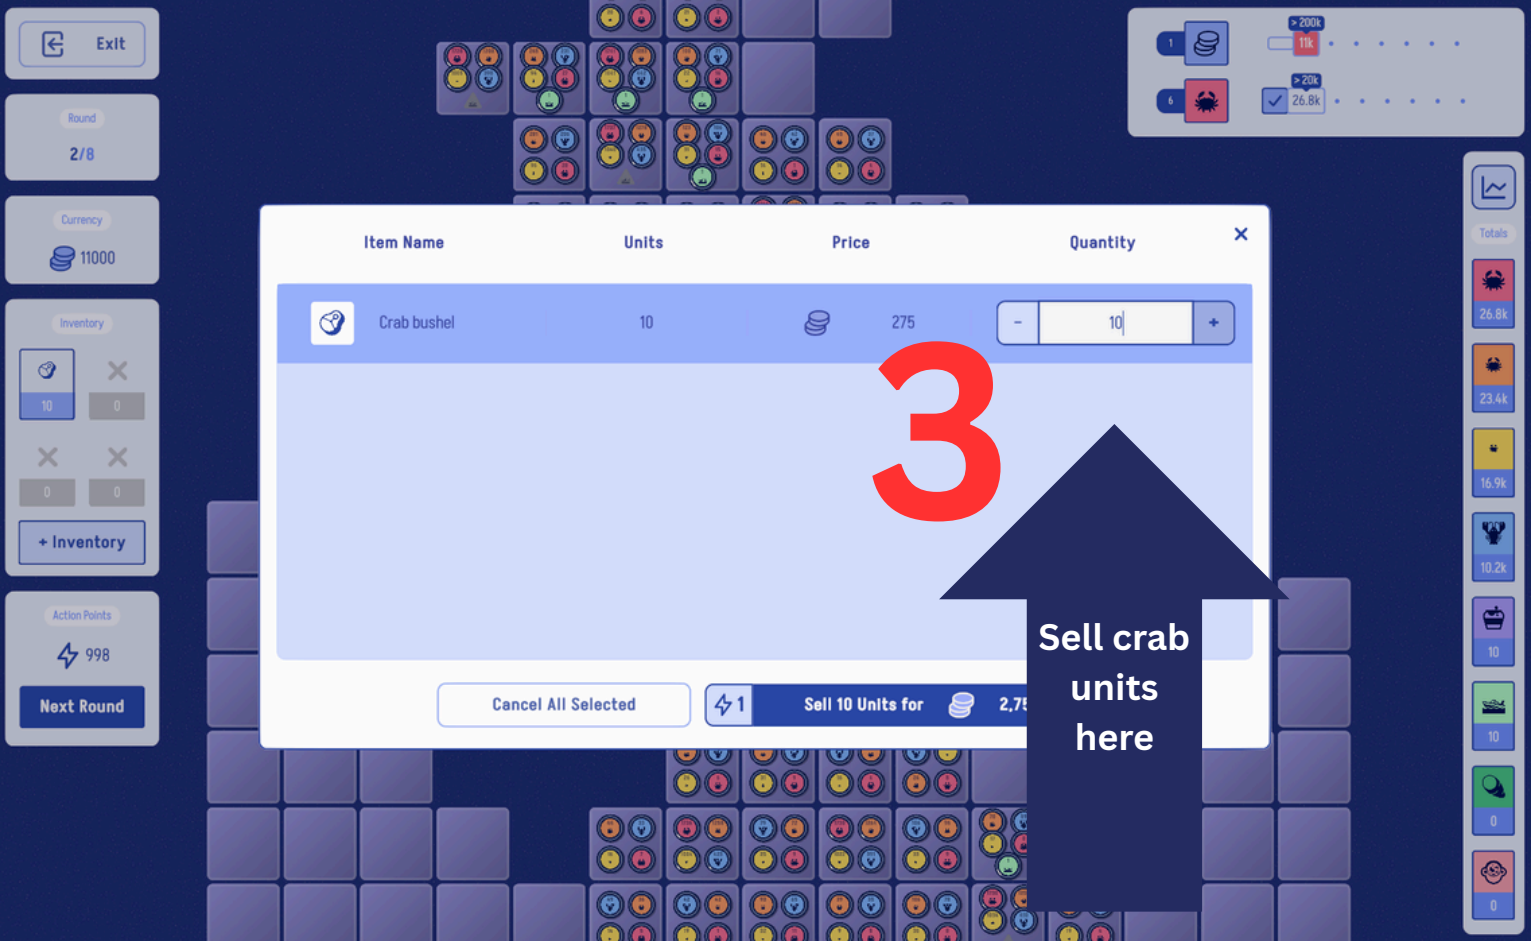 Exit
Round
2/8
Currency
11000
Inventory
10
0
0
0
+ Inventory
Action Points
998
Next Round
Item Name Units Price Quantity
Crab bushel 10 275 - 10 +
3
Sell crab
units
here
Cancel All Selected
1 Sell 10 Units for 2,75
> 200k
1 11k
> 20k
6 26.8k
Totals
26.8k
23.4k
16.9k
10.2k
10
10
0
0